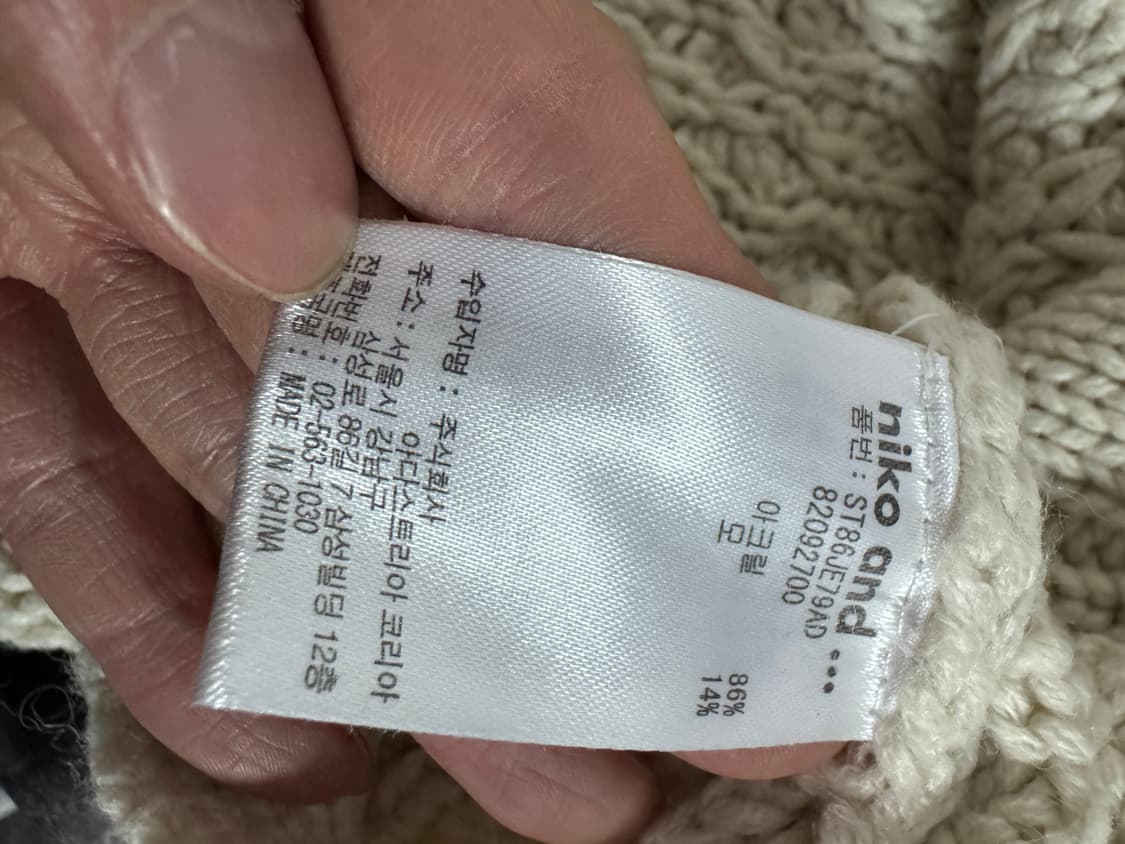 niko and ...
품번 : ST86JE79AD
82092700
아크릴 86%
모 14%
수입자명 : 주식회사
아다스트리아 코리아
주소 : 서울시 강남구
삼성로 86길 7 삼성빌딩 12층
전화번호 : 02-563-1030
제조국명 : MADE IN CHINA